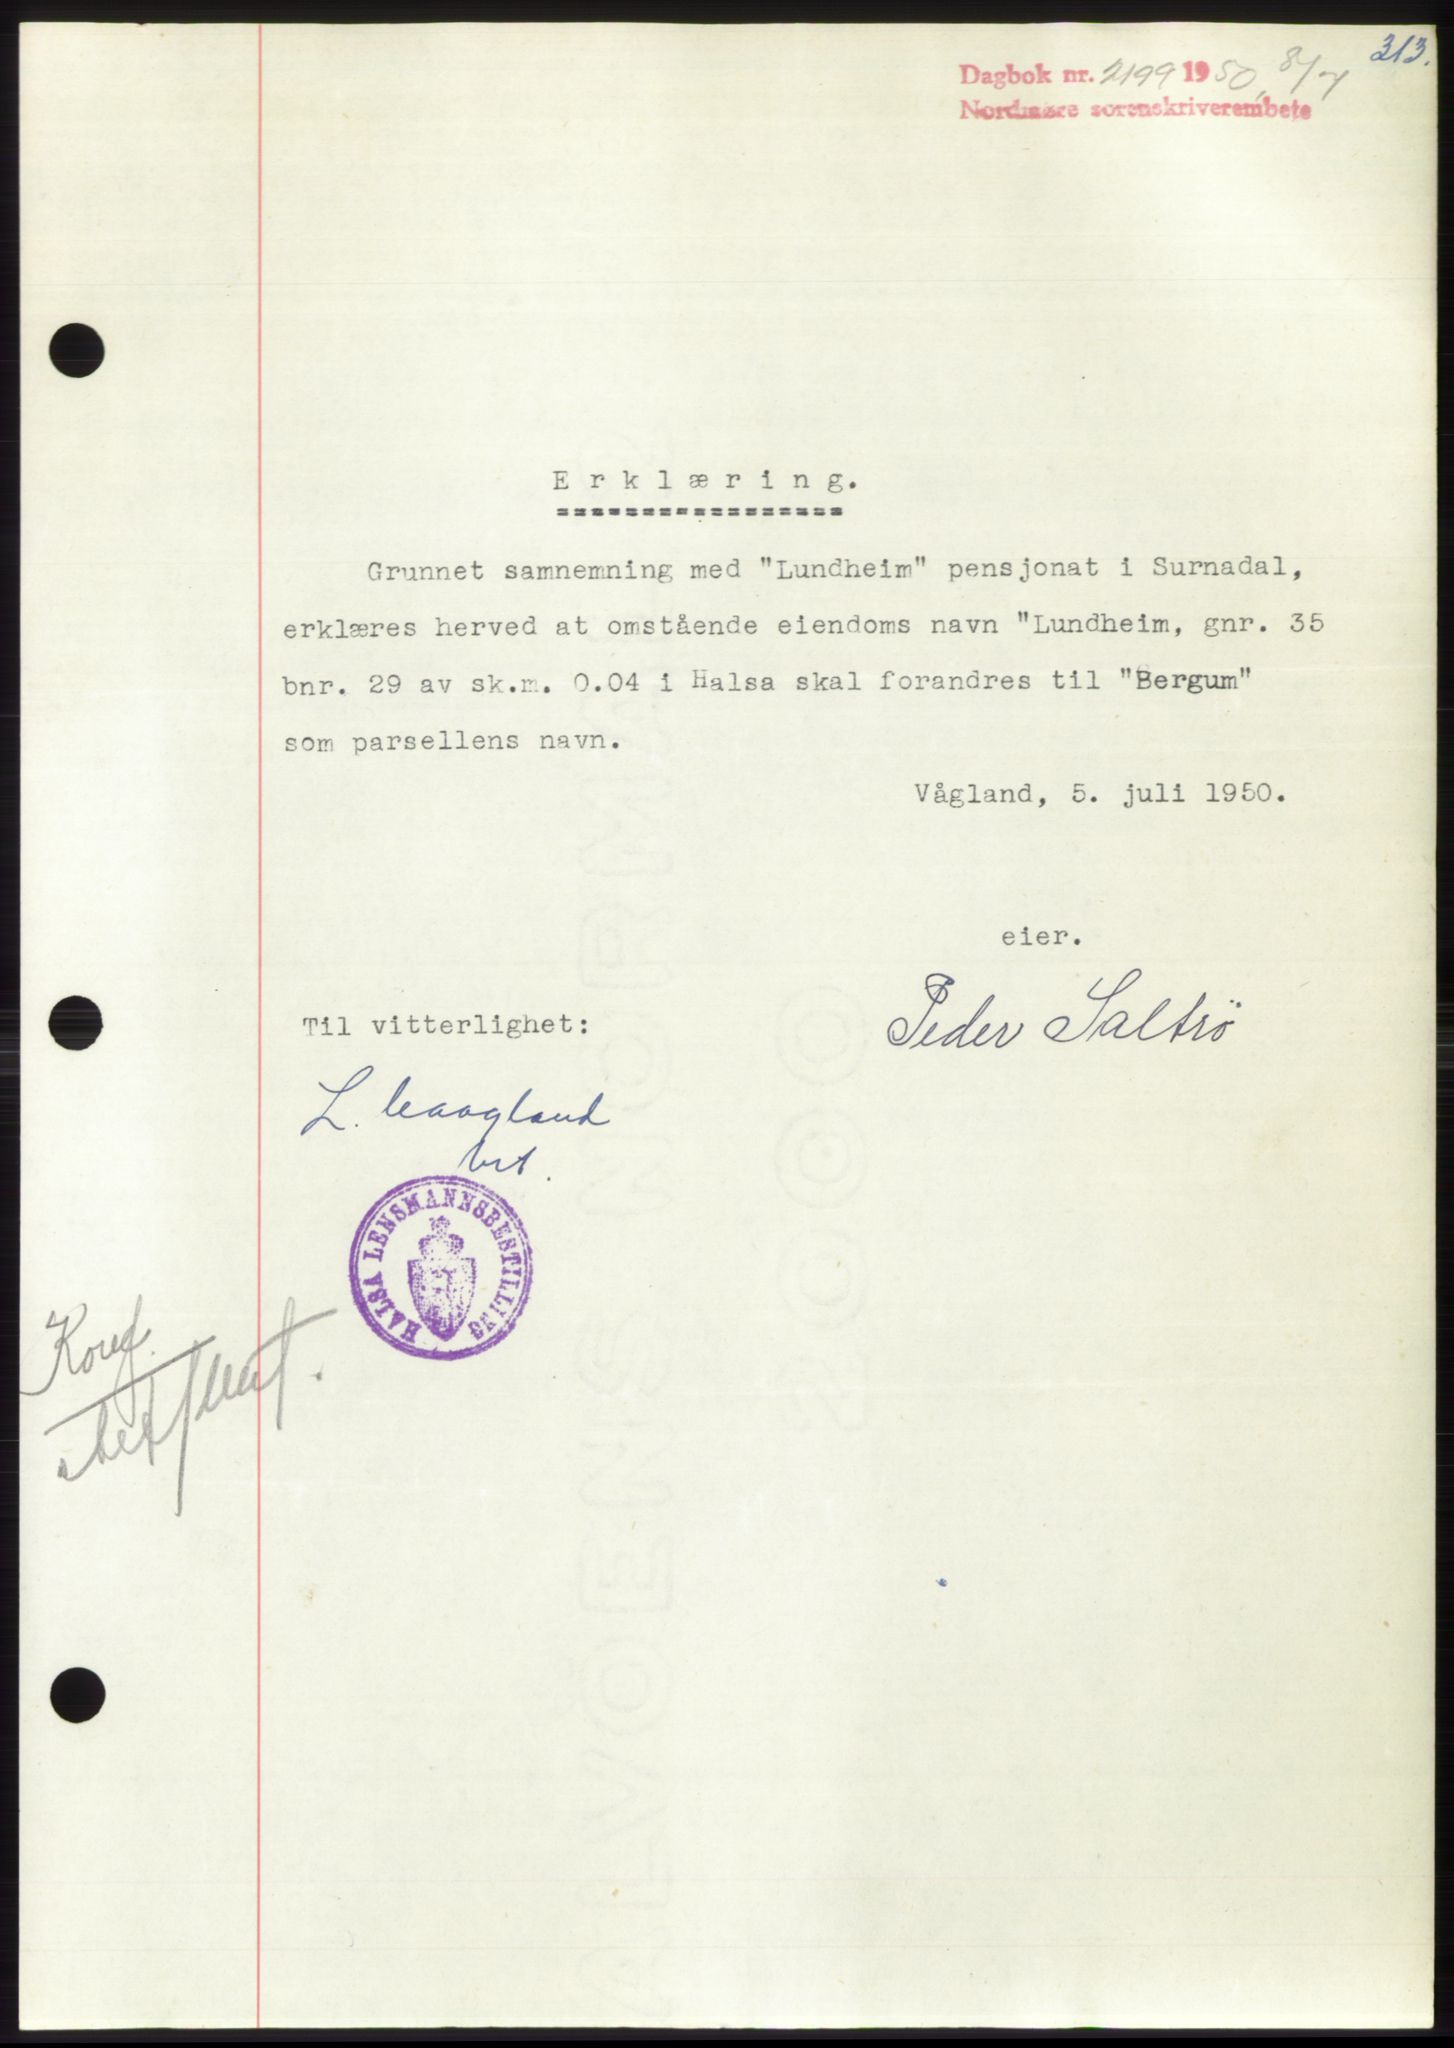 313.
Dagbok nr. 2199 1950, 8/7
Nordmøre sorenskriverembete
Erklæring.
Grunnet samnemning med "Lundheim" pensjonat i Surnadal,
erklæres herved at omstående eiendoms navn "Lundheim, gnr. 35
bnr. 29 av sk.m. 0.04 i Halsa skal forandres til "Bergum"
som parsellens navn.
Vågland, 5. juli 1950.
eier.
Peder Saltrö
Til vitterlighet:
L.
HALSA LENSMANNSBESTILLING